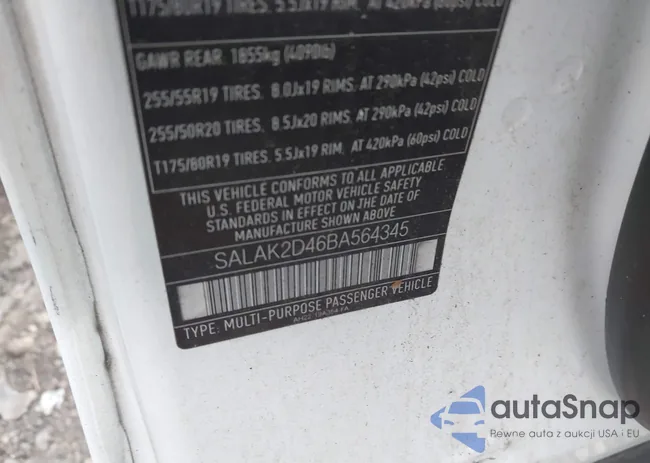 T175/80R19 TIRES. 5.5Jx19 RIM. AT 420kPa (60psi) COLD
GAWR REAR. 1855kg (4090lb)
255/55R19 TIRES. 8.0Jx19 RIMS. AT 290kPa (42psi) COLD
255/50R20 TIRES. 8.5Jx20 RIMS. AT 290kPa (42psi) COLD
T175/80R19 TIRES. 5.5Jx19 RIM. AT 420kPa (60psi) COLD
THIS VEHICLE CONFORMS TO ALL APPLICABLE
U.S. FEDERAL MOTOR VEHICLE SAFETY
STANDARDS IN EFFECT ON THE DATE OF
MANUFACTURE SHOWN ABOVE
SALAK2D46BA564345
TYPE: MULTI-PURPOSE PASSENGER VEHICLE
autaSnap
Pewne auta z aukcji USA i EU